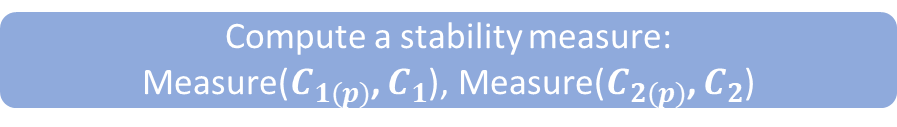 Compute a stability measure:
Measure(C₁₍ₚ₎, C₁), Measure(C₂₍ₚ₎, C₂)